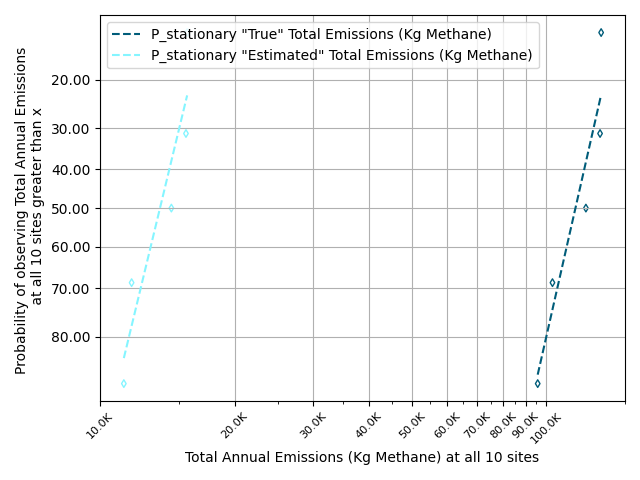 P_stationary "True" Total Emissions (Kg Methane)
P_stationary "Estimated" Total Emissions (Kg Methane)
Probability of observing Total Annual Emissions
at all 10 sites greater than x
20.00
30.00
40.00
50.00
60.00
70.00
80.00
10.0K
20.0K
30.0K
40.0K
50.0K
60.0K
70.0K
80.0K
90.0K
100.0K
Total Annual Emissions (Kg Methane) at all 10 sites